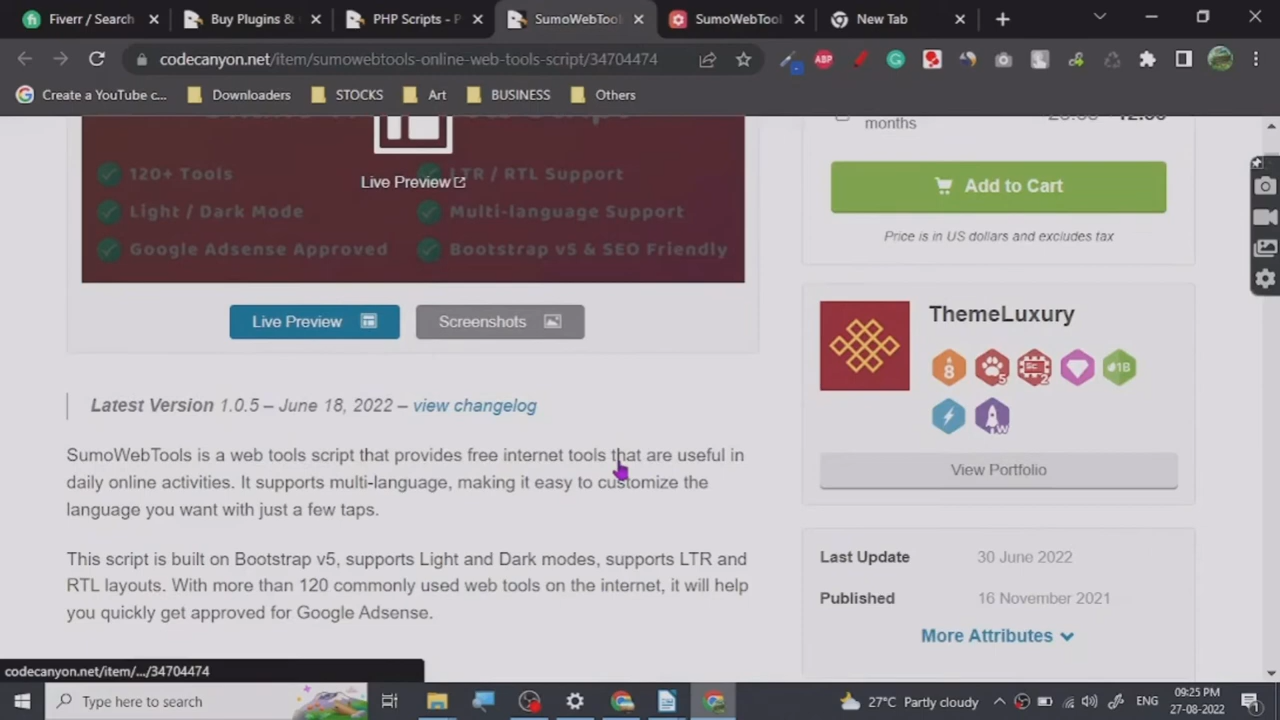 Fiverr / Search
Buy Plugins &
PHP Scripts - P
SumoWebTool
SumoWebTool
New Tab
codecanyon.net/item/sumowebtools-online-web-tools-script/34704474
ABP
Create a YouTube c...
Downloaders
STOCKS
Art
BUSINESS
Others
months
Add to Cart
Price is in US dollars and excludes tax
Live Preview
120+ Tools
LTR / RTL Support
Light / Dark Mode
Multi-language Support
Google Adsense Approved
Bootstrap v5 & SEO Friendly
Live Preview
Screenshots
ThemeLuxury
View Portfolio
Latest Version 1.0.5 – June 18, 2022 – view changelog
SumoWebTools is a web tools script that provides free internet tools that are useful in
daily online activities. It supports multi-language, making it easy to customize the
language you want with just a few taps.
This script is built on Bootstrap v5, supports Light and Dark modes, supports LTR and
RTL layouts. With more than 120 commonly used web tools on the internet, it will help
you quickly get approved for Google Adsense.
Last Update 30 June 2022
Published 16 November 2021
More Attributes
codecanyon.net/item/.../34704474
Type here to search
27°C Partly cloudy
ENG
09:25 PM
27-08-2022